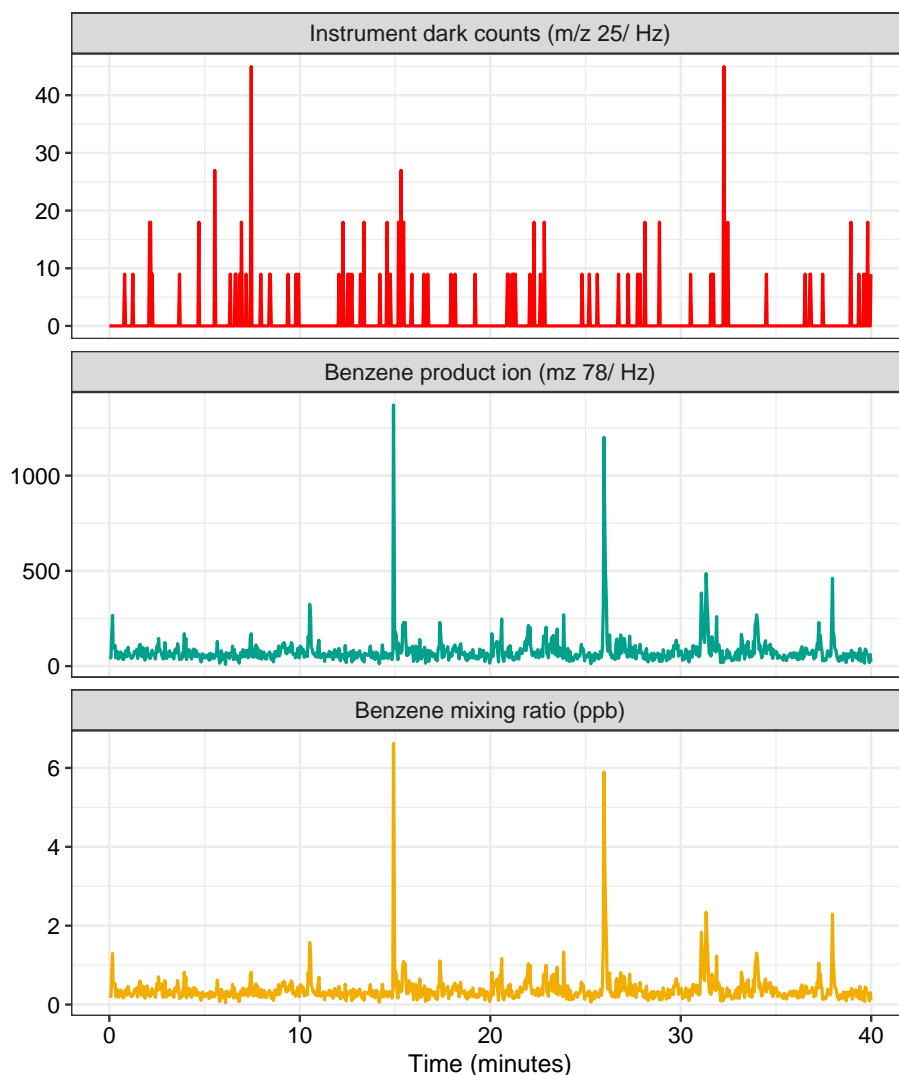 Instrument dark counts (m/z 25/ Hz)
40
30
20
10
0
Benzene product ion (mz 78/ Hz)
1000
500
0
Benzene mixing ratio (ppb)
6
4
2
0
0 10 20 30 40
Time (minutes)